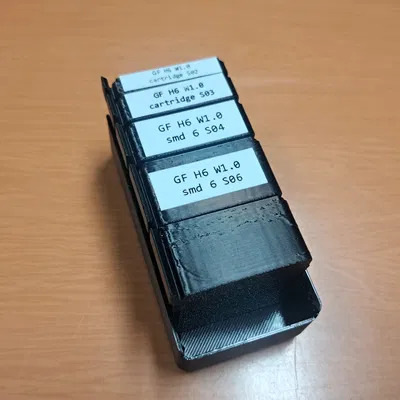 GF H6 W1.0
cartridge S02
GF H6 W1.0
cartridge S03
GF H6 W1.0
smd 6 S04
GF H6 W1.0
smd 6 S06